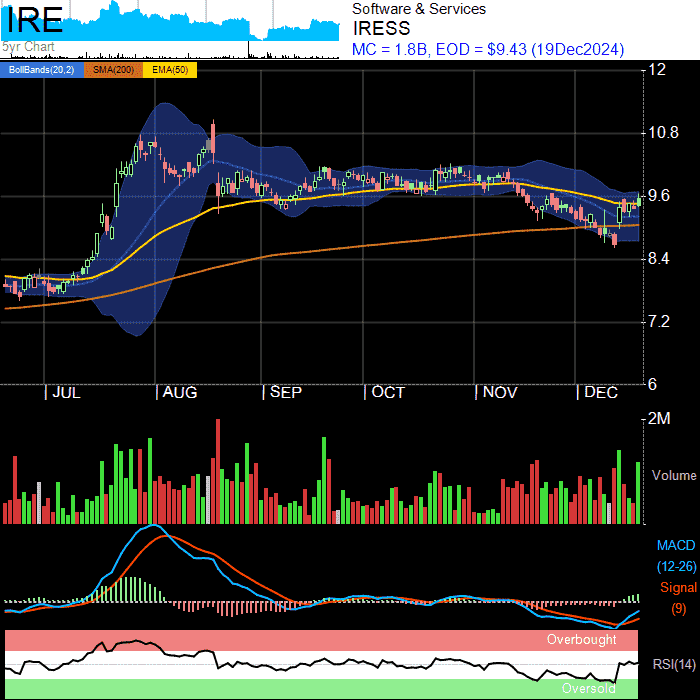 IRE
5yr Chart
Software & Services
IRESS
MC = 1.8B, EOD = $9.43 (19Dec2024)
BollBands(20,2) SMA(200) EMA(50)
12
10.8
9.6
8.4
7.2
6
JUL AUG SEP OCT NOV DEC
2M
Volume
MACD
(12-26)
Signal
(9)
Overbought
RSI(14)
Oversold